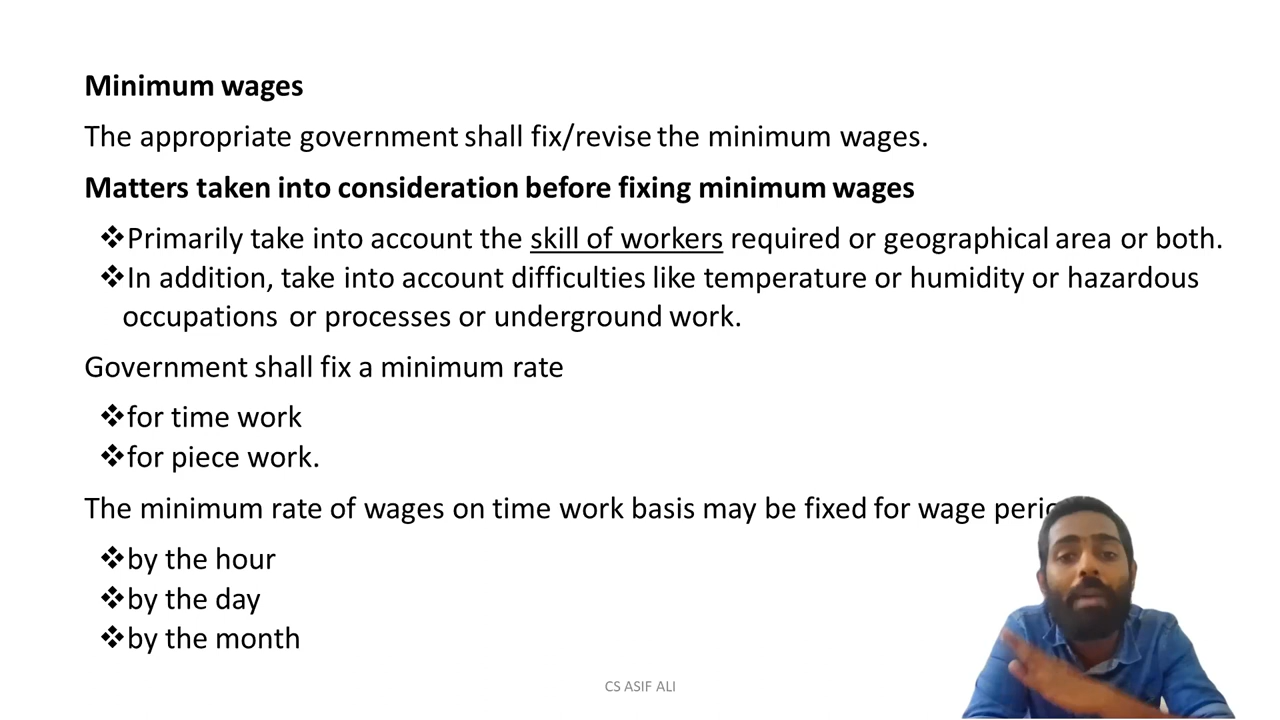 Minimum wages
The appropriate government shall fix/revise the minimum wages.
Matters taken into consideration before fixing minimum wages
❖Primarily take into account the skill of workers required or geographical area or both.
❖In addition, take into account difficulties like temperature or humidity or hazardous
occupations or processes or underground work.
Government shall fix a minimum rate
❖for time work
❖for piece work.
The minimum rate of wages on time work basis may be fixed for wage
❖by the hour
❖by the day
❖by the month
CS ASIF ALI